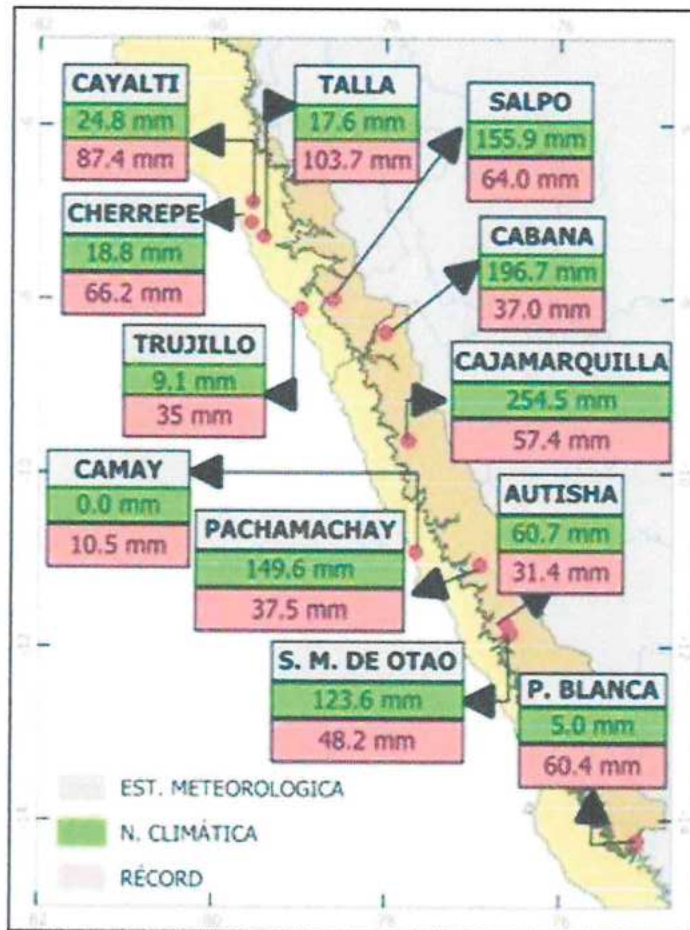 CAYALTI
24.8 mm
87.4 mm
TALLA
17.6 mm
103.7 mm
SALPO
155.9 mm
64.0 mm
CHERREPE
18.8 mm
66.2 mm
CABANA
196.7 mm
37.0 mm
TRUJILLO
9.1 mm
35 mm
CAJAMARQUILLA
254.5 mm
57.4 mm
CAMAY
0.0 mm
10.5 mm
AUTISHA
60.7 mm
31.4 mm
PACHAMACHAY
149.6 mm
37.5 mm
S. M. DE OTAO
123.6 mm
48.2 mm
P. BLANCA
5.0 mm
60.4 mm
EST. METEOROLOGICA
N. CLIMÁTICA
RÉCORD